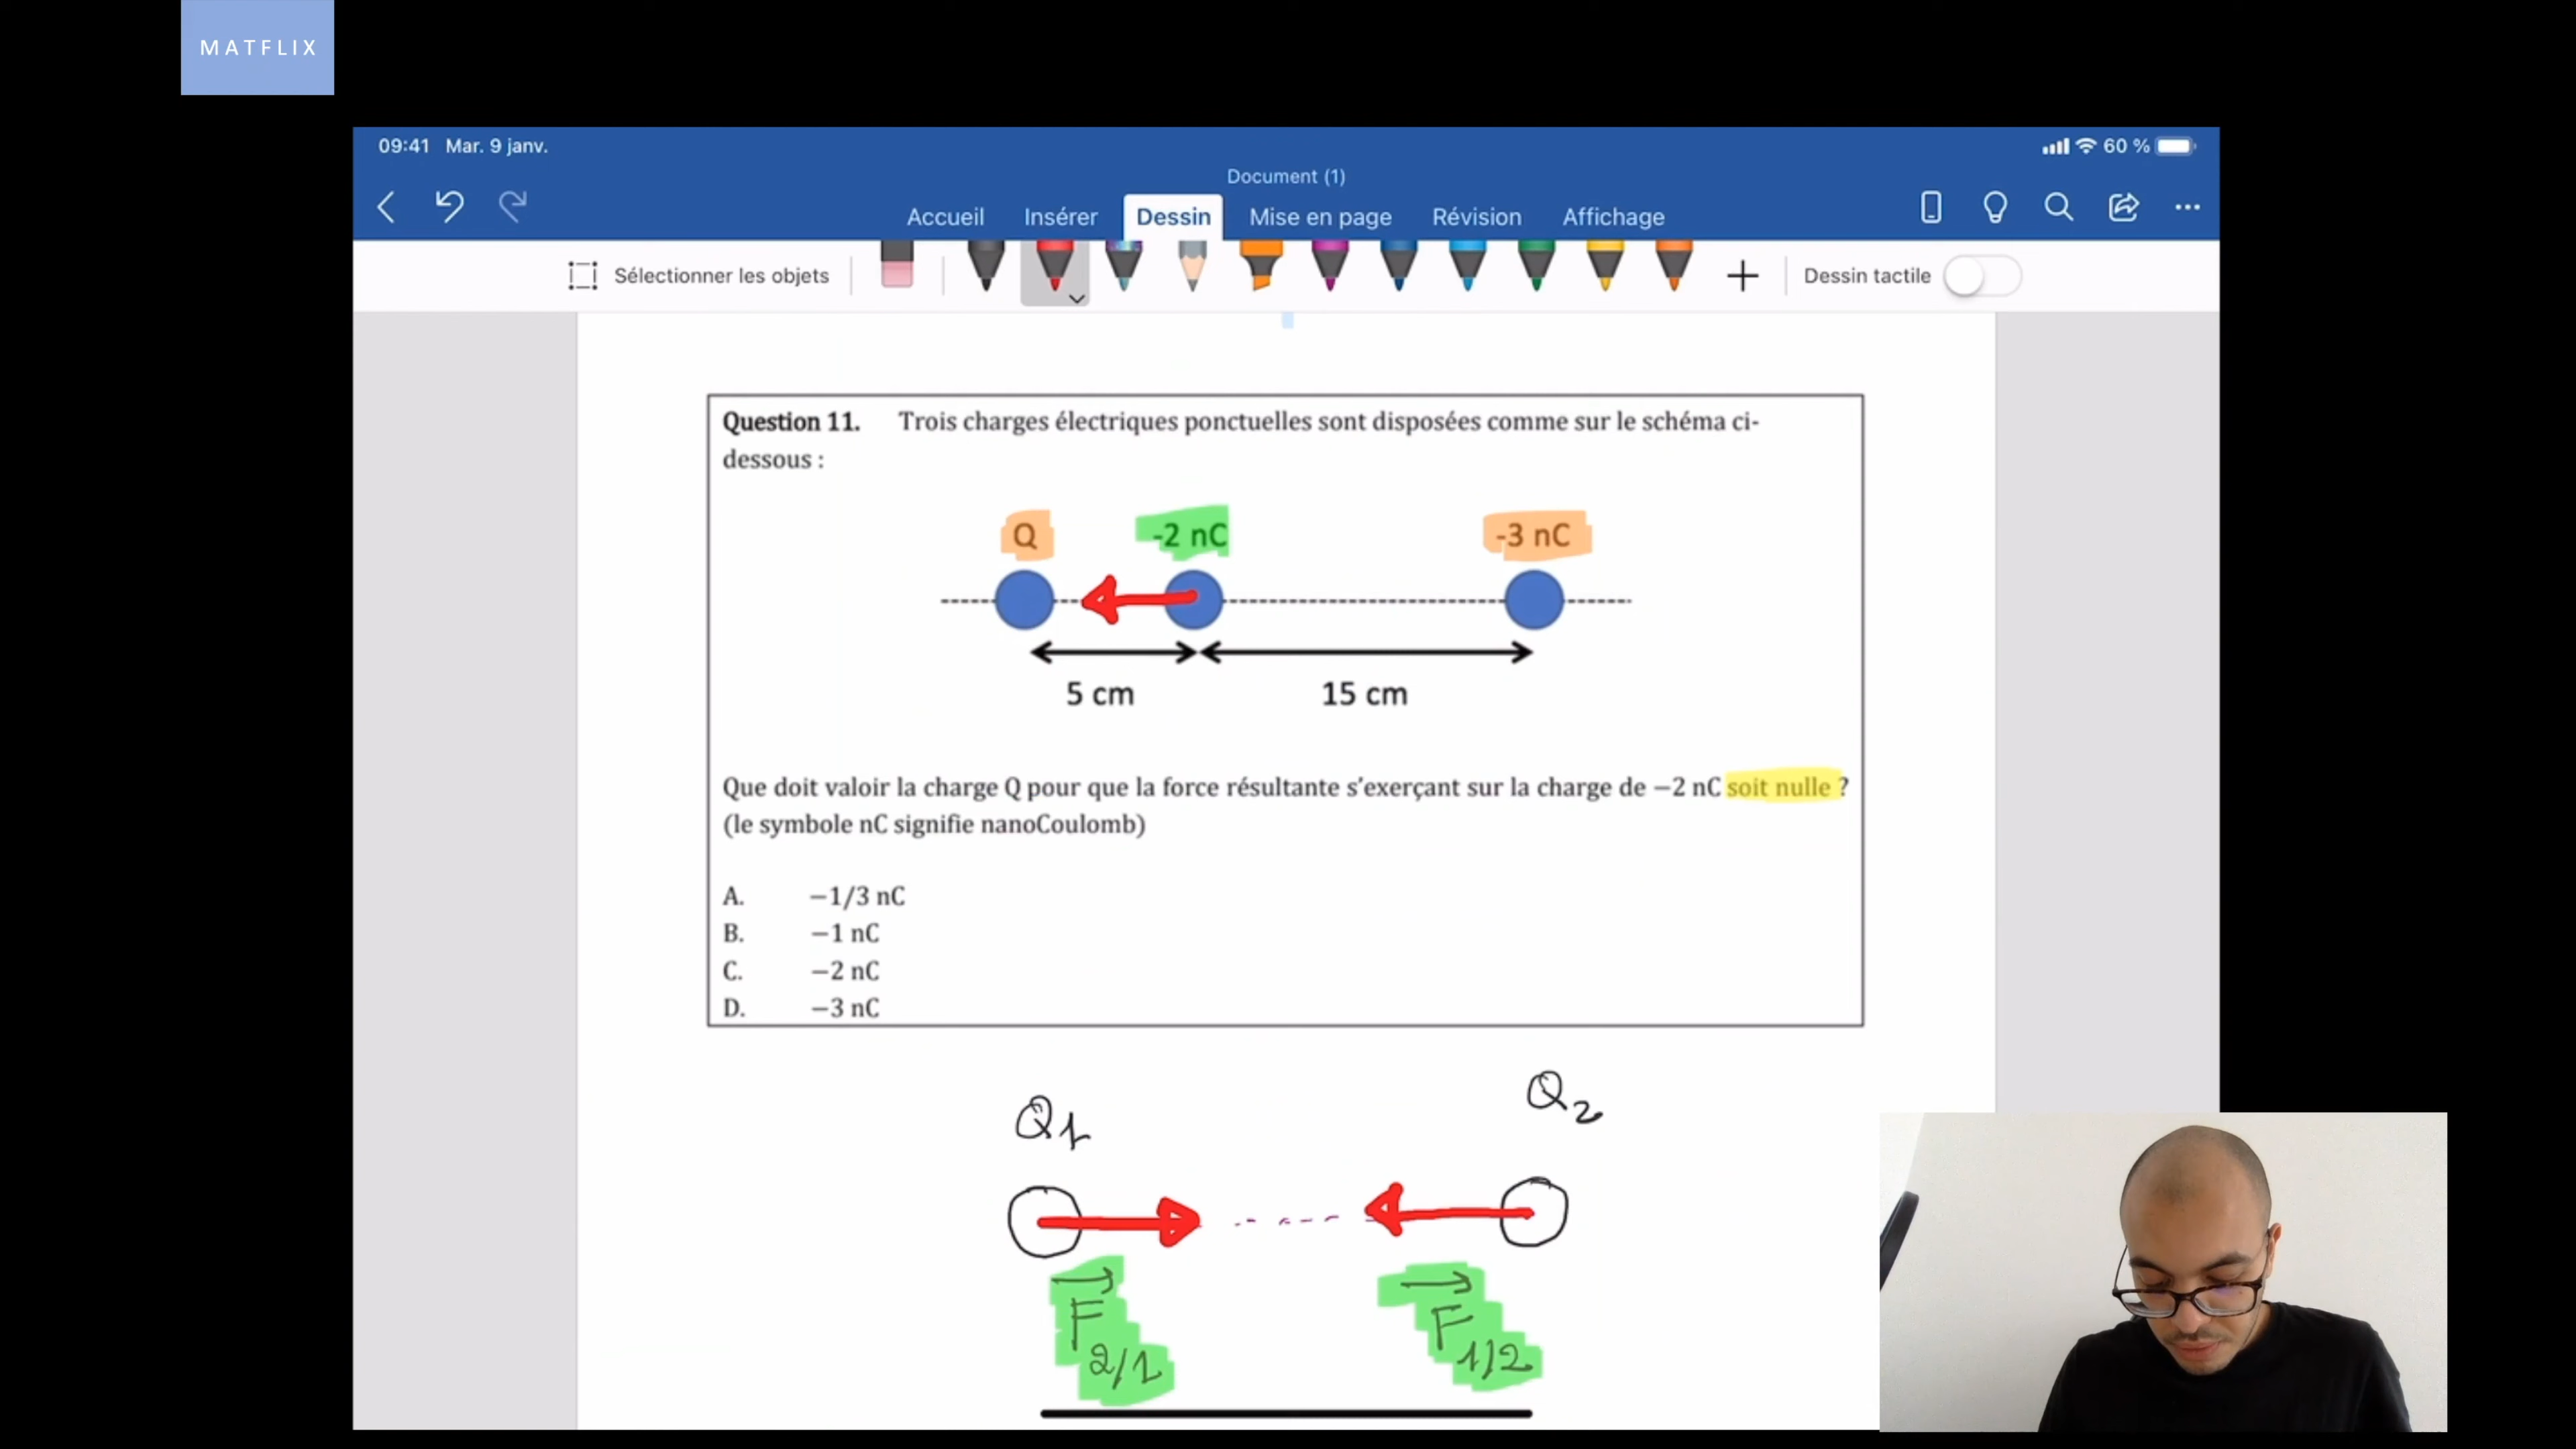 MATFLIX
09:41 Mar. 9 janv.
60 %
Document (1)
Accueil Insérer Dessin Mise en page Révision Affichage
Sélectionner les objets
Dessin tactile
Question 11. Trois charges électriques ponctuelles sont disposées comme sur le schéma ci-
dessous :
Q -2 nC -3 nC
5 cm 15 cm
Que doit valoir la charge Q pour que la force résultante s'exerçant sur la charge de −2 nC soit nulle ?
(le symbole nC signifie nanoCoulomb)
A. −1/3 nC
B. −1 nC
C. −2 nC
D. −3 nC
Q1 Q2
F 2/1 F 1/2